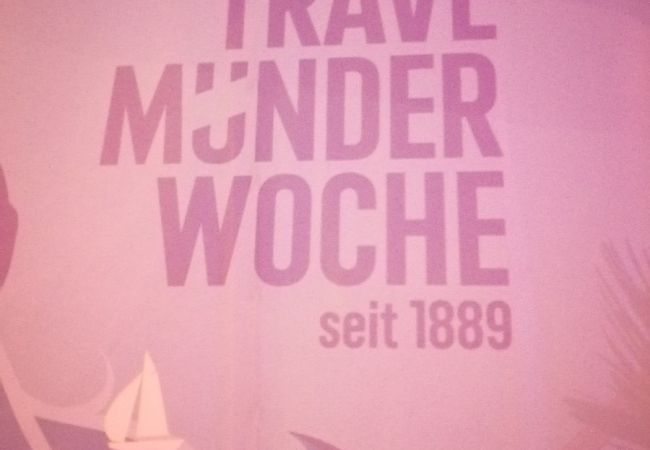 TRAVE
MÜNDER
WOCHE
seit 1889